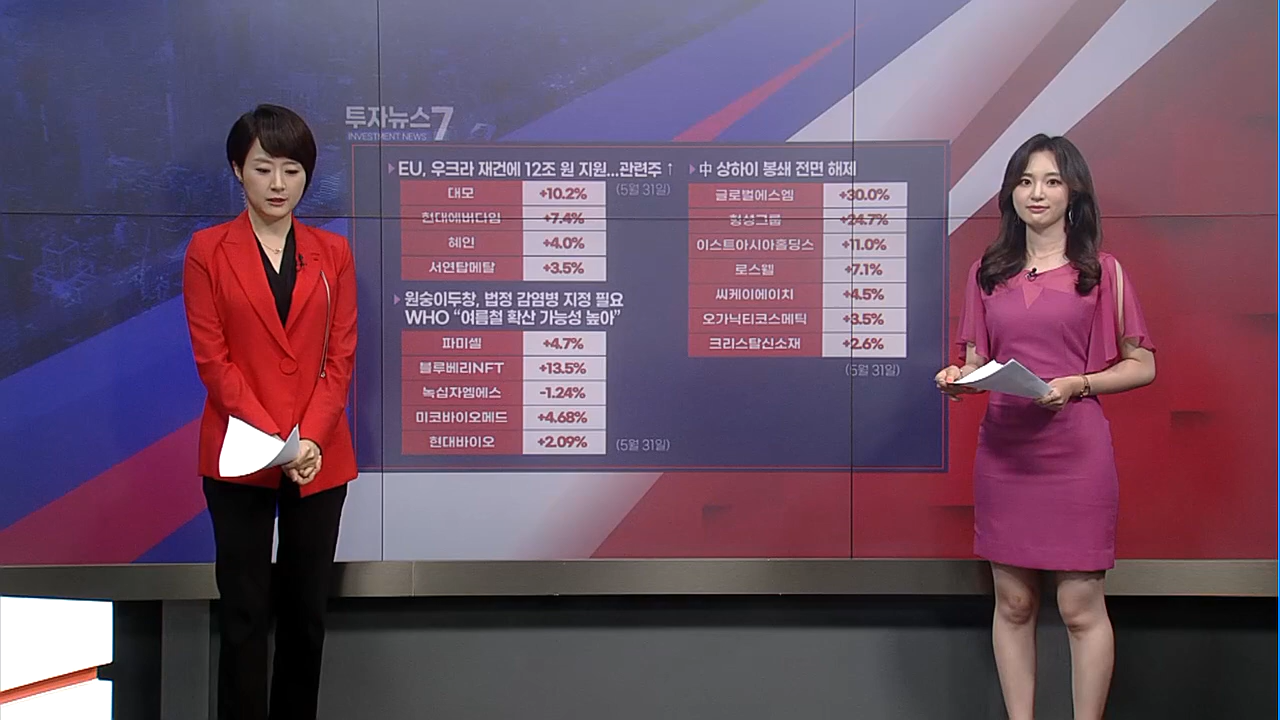 투자뉴스7
INVESTMENT NEWS
EU, 우크라 재건에 12조 원 지원...관련주 ↑
(5월 31일)
대모 +10.2%
현대에버다임 +7.4%
혜인 +4.0%
서연탑메탈 +3.5%
원숭이두창, 법정 감염병 지정 필요
WHO “여름철 확산 가능성 높아”
파미셀 +4.7%
블루베리NFT +13.5%
녹십자엠에스 -1.24%
미코바이오메드 +4.68%
현대바이오 +2.09%
(5월 31일)
中 상하이 봉쇄 전면 해제
글로벌에스엠 +30.0%
헝셩그룹 +24.7%
이스트아시아홀딩스 +11.0%
로스웰 +7.1%
씨케이에이치 +4.5%
오가닉티코스메틱 +3.5%
크리스탈신소재 +2.6%
(5월 31일)